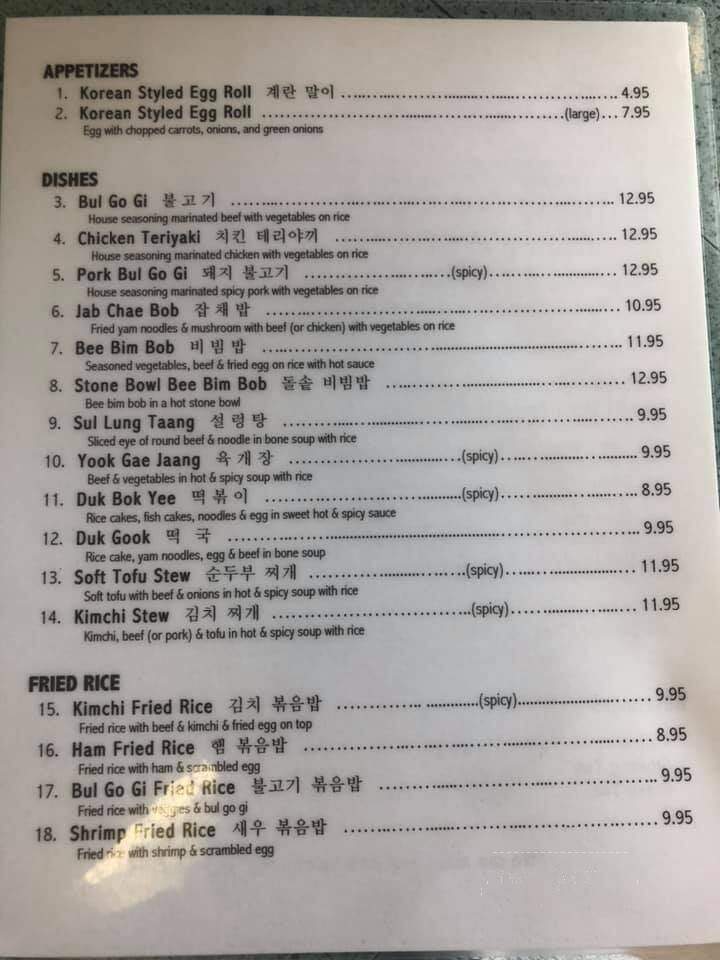 APPETIZERS
1. Korean Styled Egg Roll 계란 말이 4.95
2. Korean Styled Egg Roll (large) 7.95
Egg with chopped carrots, onions, and green onions
DISHES
3. Bul Go Gi 불고기 12.95
House seasoning marinated beef with vegetables on rice
4. Chicken Teriyaki 치킨 테리야끼 12.95
House seasoning marinated chicken with vegetables on rice
5. Pork Bul Go Gi 돼지 불고기 (spicy) 12.95
House seasoning marinated spicy pork with vegetables on rice
6. Jab Chae Bob 잡채밥 10.95
Fried yam noodles & mushroom with beef (or chicken) with vegetables on rice
7. Bee Bim Bob 비빔밥 11.95
Seasoned vegetables, beef & fried egg on rice with hot sauce
8. Stone Bowl Bee Bim Bob 돌솥 비빔밥 12.95
Bee bim bob in a hot stone bowl
9. Sul Lung Taang 설렁탕 9.95
Sliced eye of round beef & noodle in bone soup with rice
10. Yook Gae Jaang 육개장 (spicy) 9.95
Beef & vegetables in hot & spicy soup with rice
11. Duk Bok Yee 떡볶이 (spicy) 8.95
Rice cakes, fish cakes, noodles & egg in sweet hot & spicy sauce
12. Duk Gook 떡 국 9.95
Rice cake, yam noodles, egg & beef in bone soup
13. Soft Tofu Stew 순두부 찌개 (spicy) 11.95
Soft tofu with beef & onions in hot & spicy soup with rice
14. Kimchi Stew 김치 찌개 (spicy) 11.95
Kimchi, beef (or pork) & tofu in hot & spicy soup with rice
FRIED RICE
15. Kimchi Fried Rice 김치 볶음밥 (spicy) 9.95
Fried rice with beef & kimchi & fried egg on top
16. Ham Fried Rice 햄 볶음밥 8.95
Fried rice with ham & scrambled egg
17. Bul Go Gi Fried Rice 불고기 볶음밥 9.95
Fried rice with veggies & bul go gi
18. Shrimp Fried Rice 새우 볶음밥 9.95
Fried rice with shrimp & scrambled egg